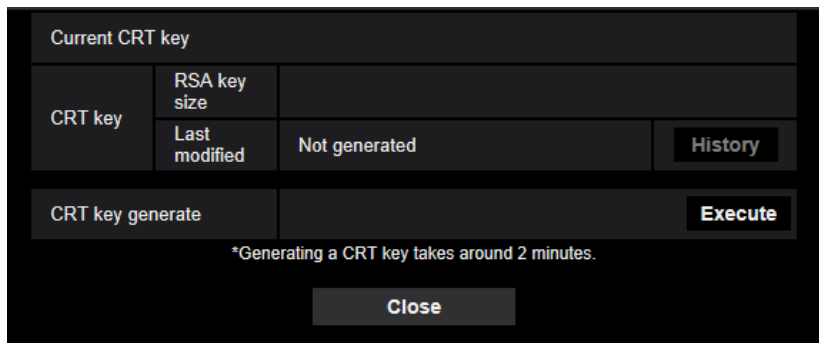 Current CRT key
CRT key
RSA key
size
Last
modified
Not generated
History
CRT key generate
Execute
*Generating a CRT key takes around 2 minutes.
Close